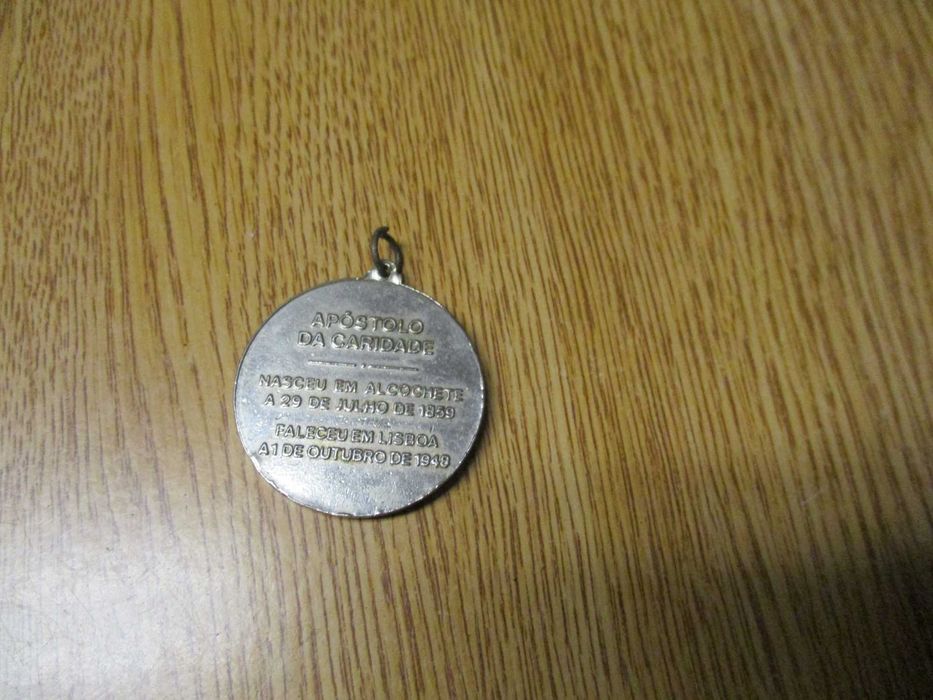 APÓSTOLO
DA CARIDADE
NASCEU EM ALCOCHETE
A 29 DE JULHO DE 1859
FALECEU EM LISBOA
A 1 DE OUTUBRO DE 1948